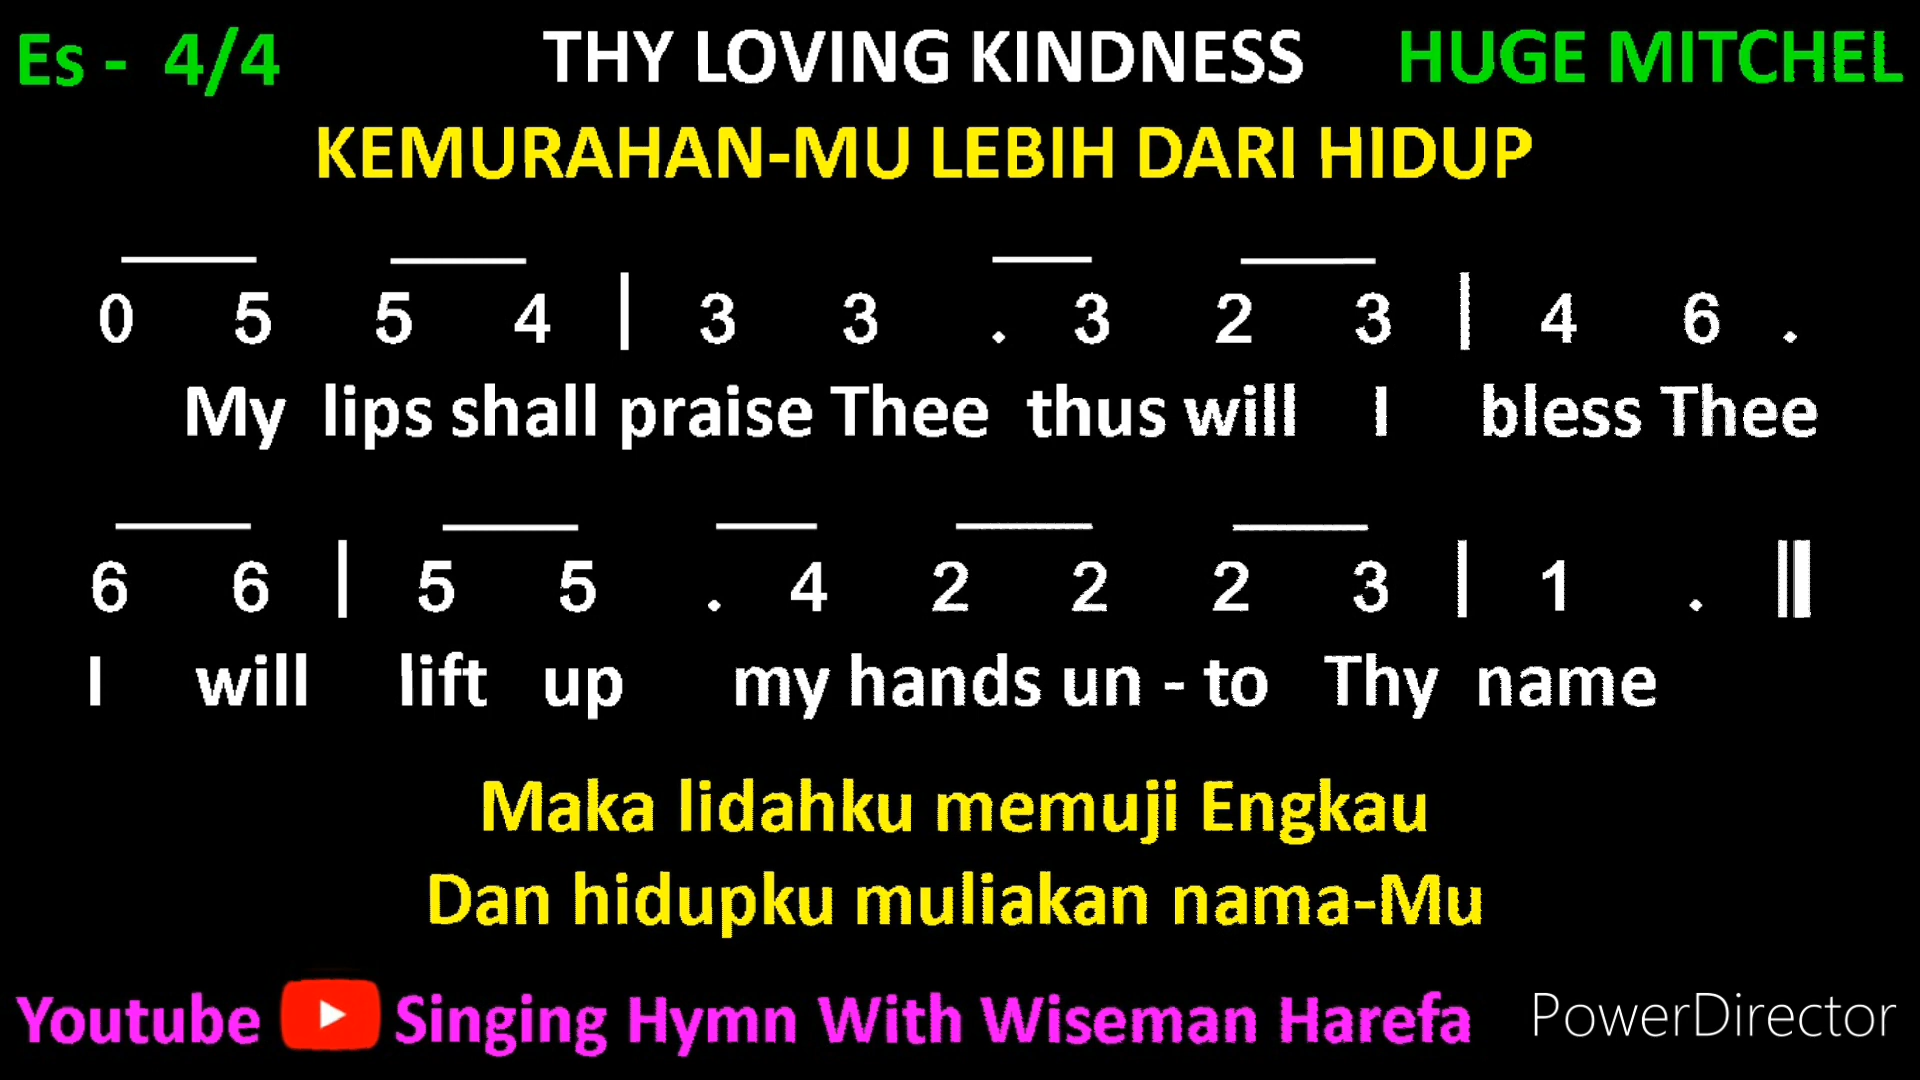 Es - 4/4 THY LOVING KINDNESS HUGE MITCHEL
KEMURAHAN-MU LEBIH DARI HIDUP
0 5 5 4 | 3 3 . 3 2 3 | 4 6 .
My lips shall praise Thee thus will I bless Thee
6 6 | 5 5 . 4 2 2 2 3 | 1 . ||
I will lift up my hands un - to Thy name
Maka lidahku memuji Engkau
Dan hidupku muliakan nama-Mu
Youtube Singing Hymn With Wiseman Harefa PowerDirector